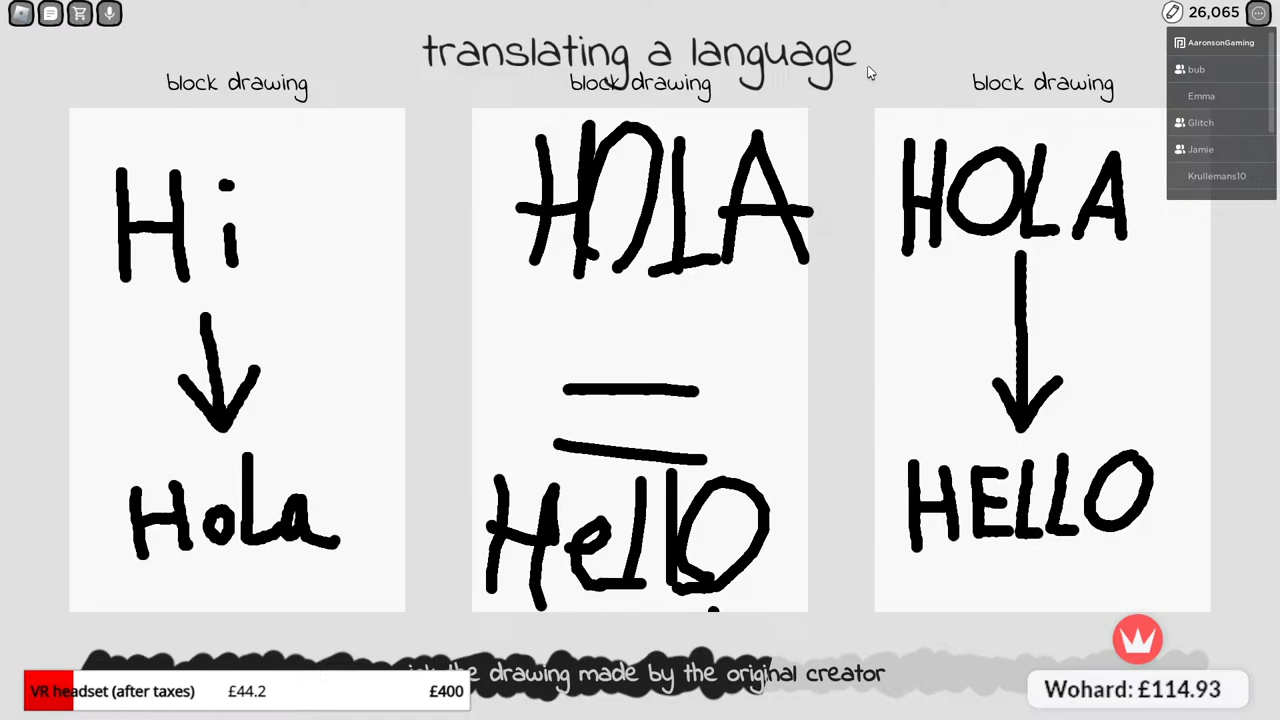 26,065
translating a language
AaronsonGaming
bub
Emma
Glitch
Jamie
Krullemans10
block drawing
block drawing
block drawing
Hi
Hola
HOLA
HellO
HOLA
HELLO
the drawing made by the original creator
VR headset (after taxes) £44.2 £400
Wohard: £114.93